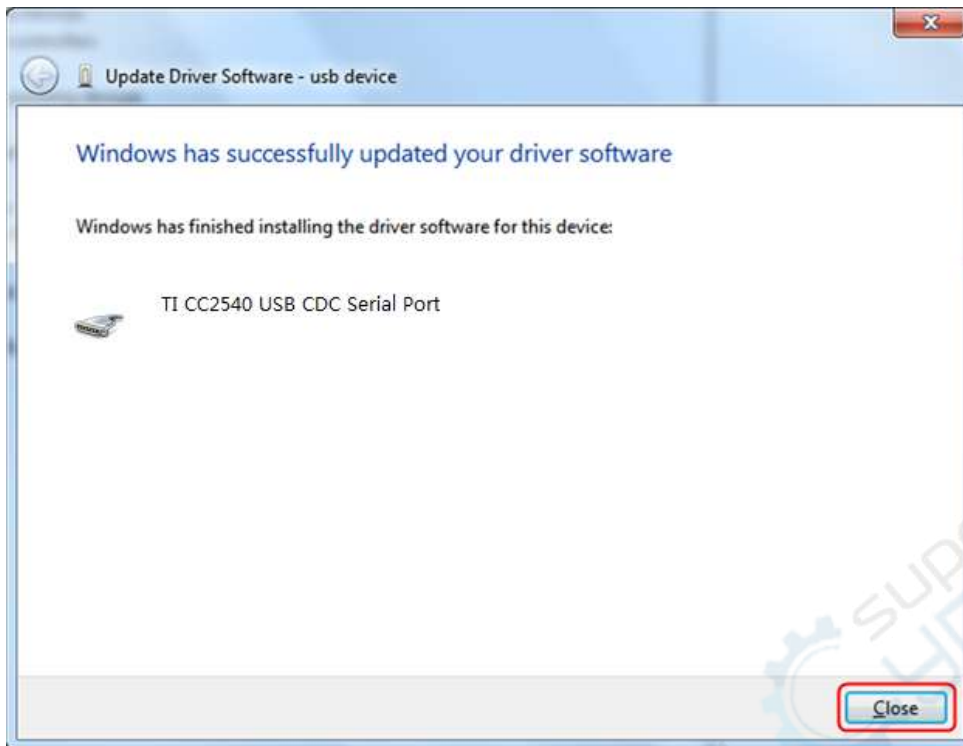 Update Driver Software - usb device
Windows has successfully updated your driver software
Windows has finished installing the driver software for this device:
TI CC2540 USB CDC Serial Port
Close